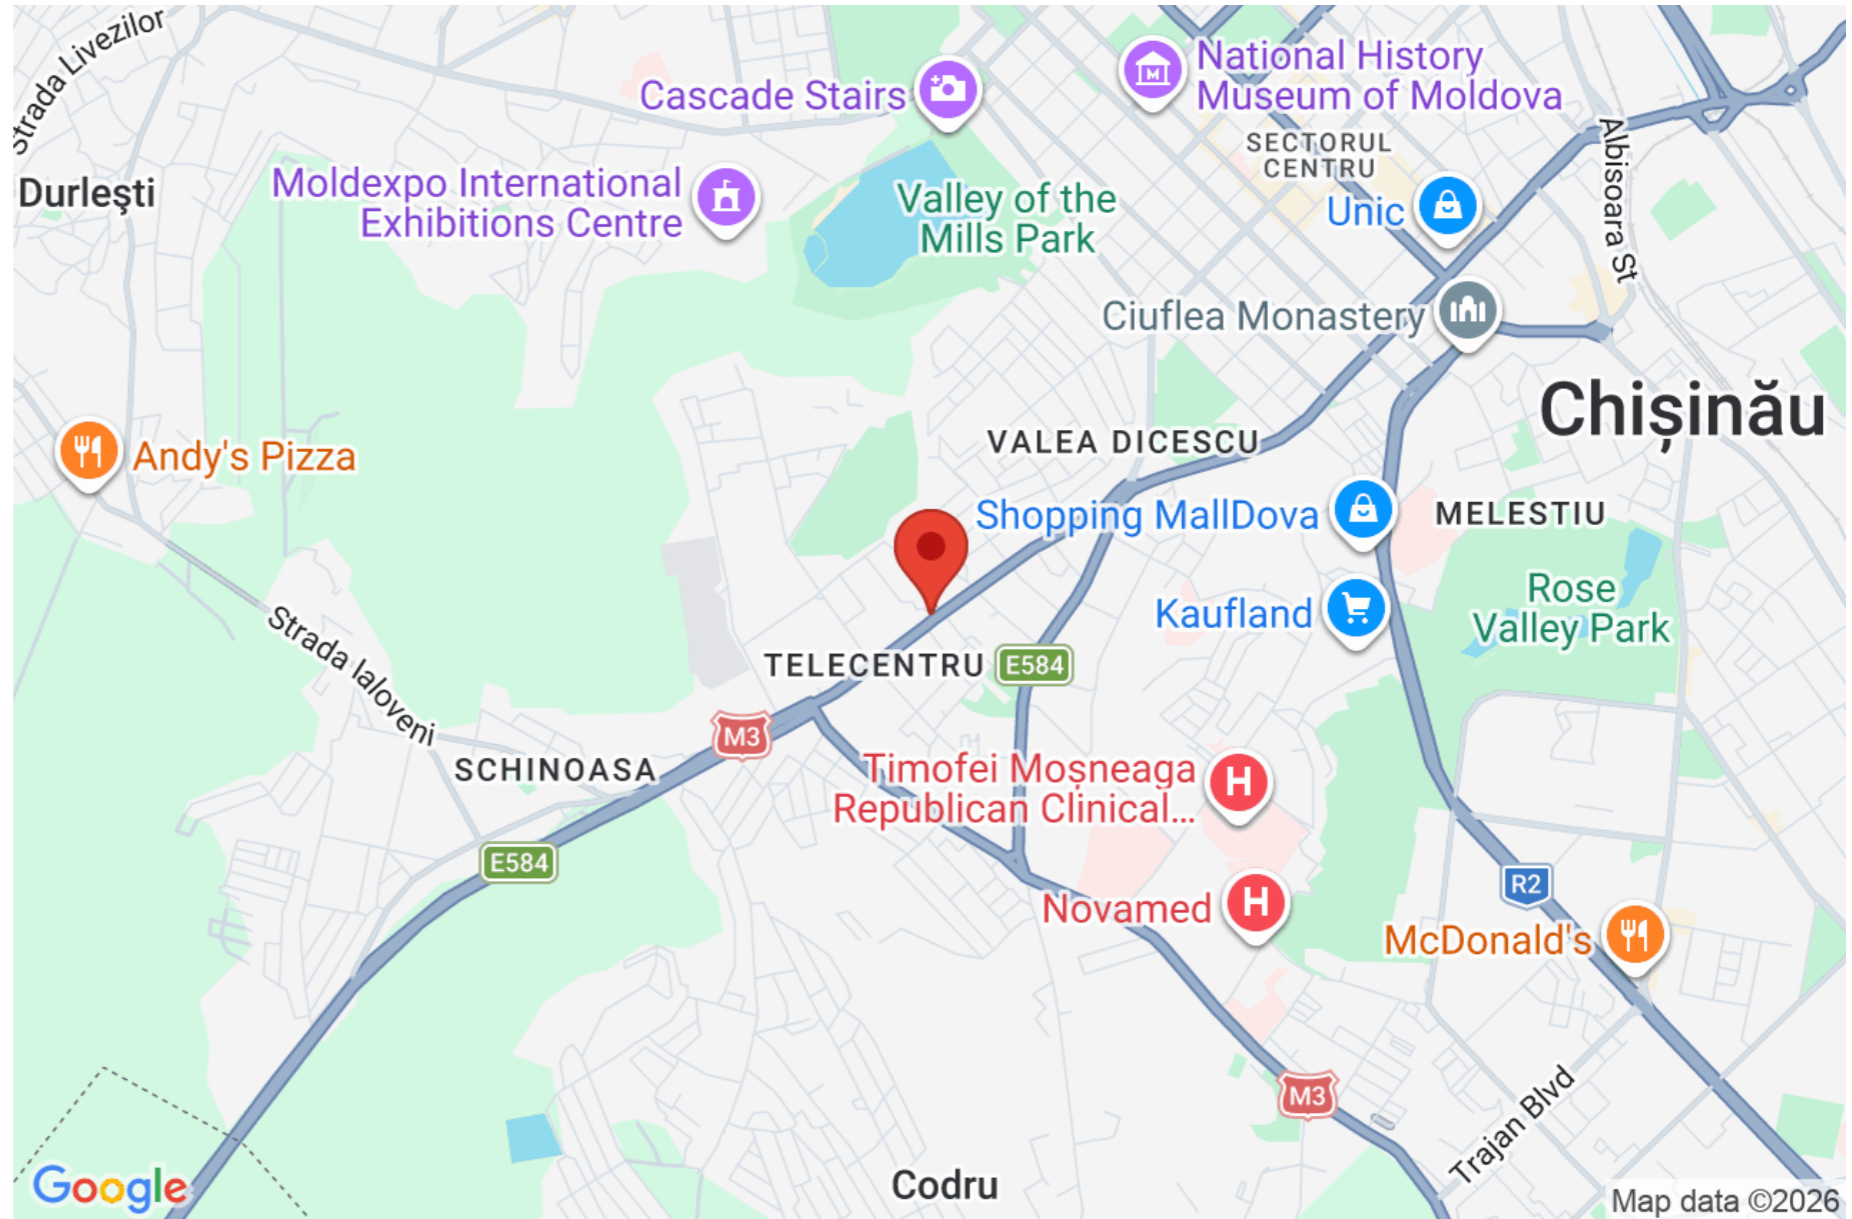 Strada Livezilor
Cascade Stairs
National History
Museum of Moldova
SECTORUL
CENTRU
Albisoara St
Durleşti
Moldexpo International
Exhibitions Centre
Valley of the
Mills Park
Unic
Ciuflea Monastery
Chișinău
Andy's Pizza
VALEA DICESCU
Shopping MallDova
MELESTIU
Rose
Valley Park
Kaufland
Strada Ialoveni
TELECENTRU
E584
M3
SCHINOASA
Timofei Moșneaga
Republican Clinical...
E584
R2
Novamed
McDonald's
M3
Trajan Blvd
Codru
Google
Map data ©2026